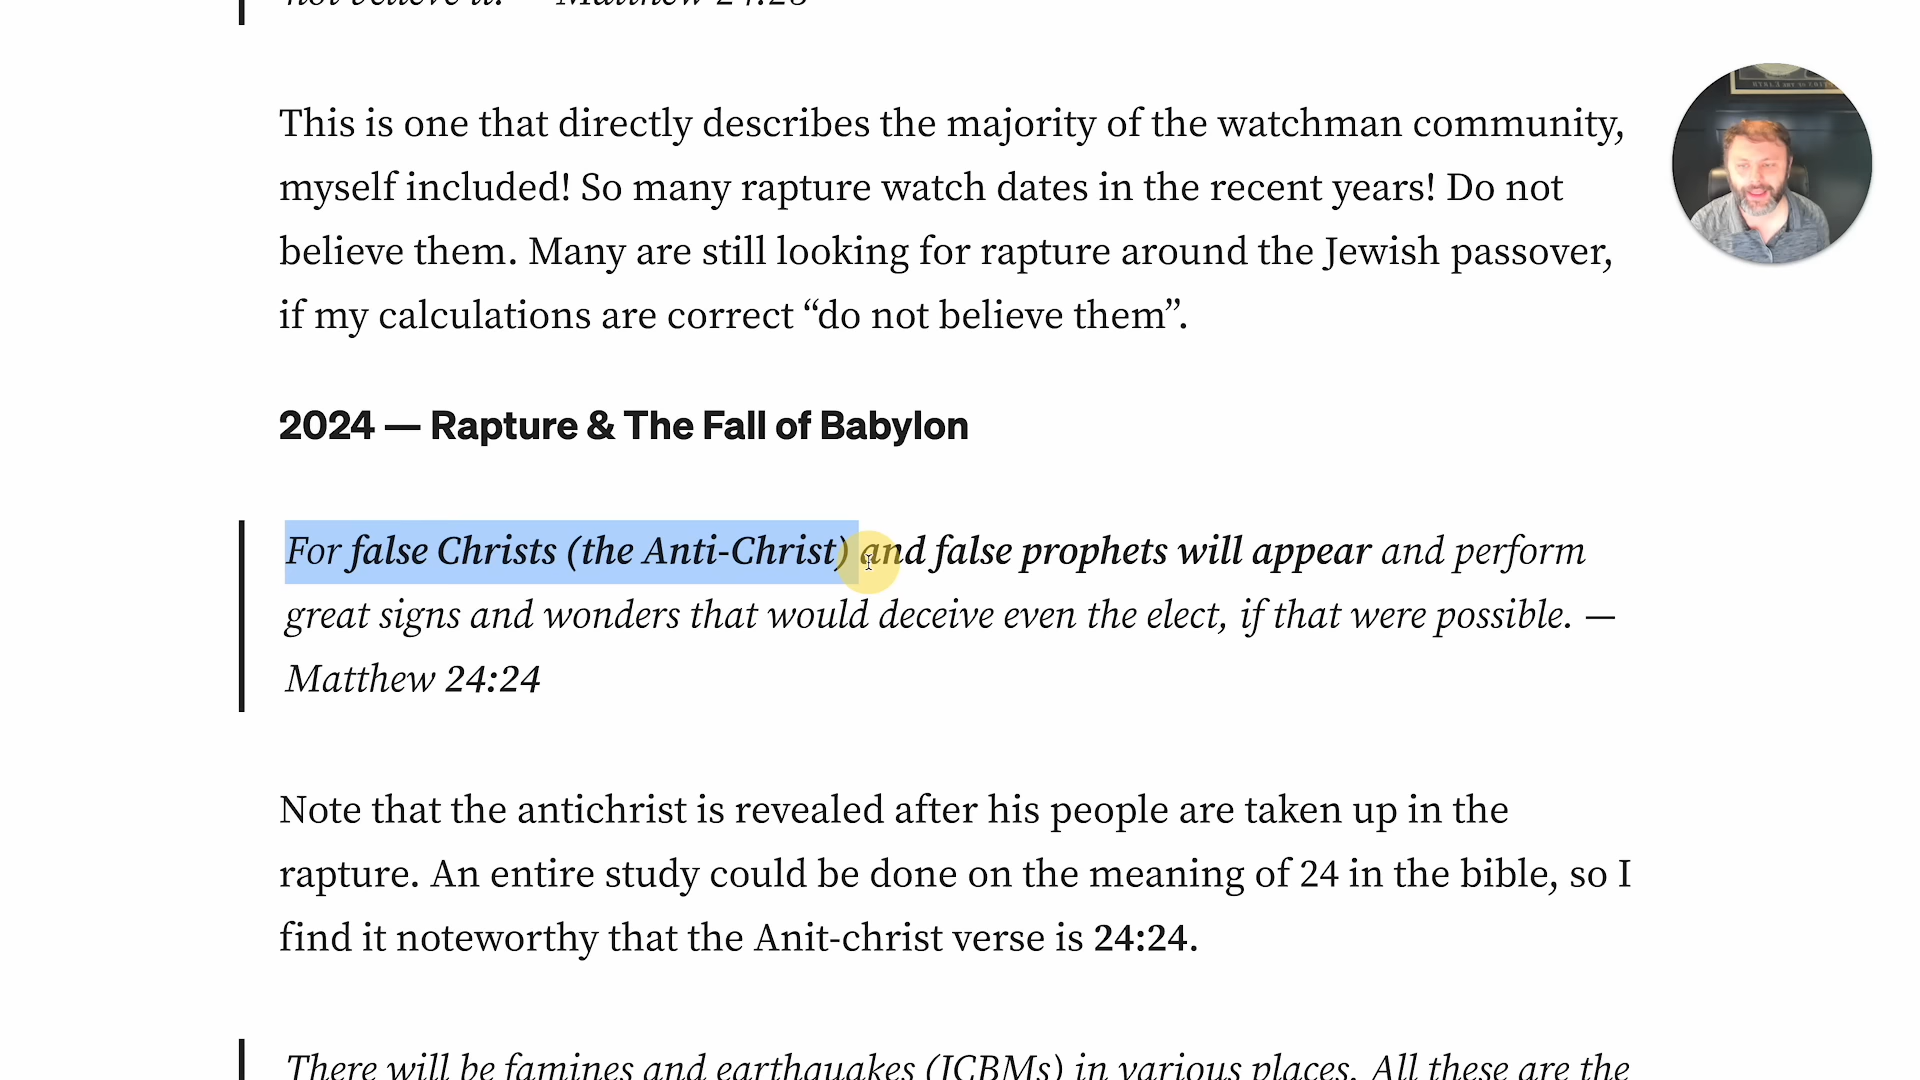 not believe it. — Matthew 24:23
This is one that directly describes the majority of the watchman community,
myself included! So many rapture watch dates in the recent years! Do not
believe them. Many are still looking for rapture around the Jewish passover,
if my calculations are correct “do not believe them”.
2024 — Rapture & The Fall of Babylon
For false Christs (the Anti-Christ) and false prophets will appear and perform
great signs and wonders that would deceive even the elect, if that were possible. —
Matthew 24:24
Note that the antichrist is revealed after his people are taken up in the
rapture. An entire study could be done on the meaning of 24 in the bible, so I
find it noteworthy that the Anit-christ verse is 24:24.
There will be famines and earthquakes (ICBMs) in various places. All these are the